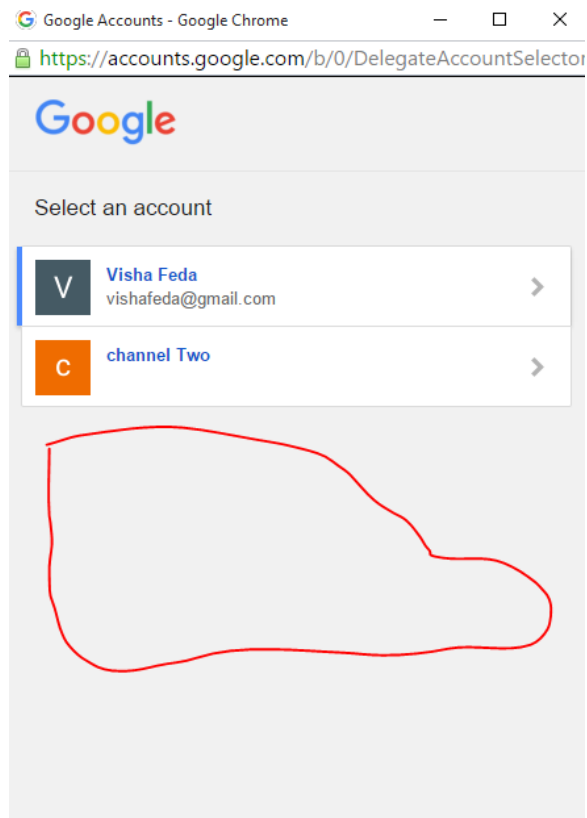 Google Accounts - Google Chrome
https://accounts.google.com/b/0/DelegateAccountSelector
Google
Select an account
V
Visha Feda
vishafeda@gmail.com
c
channel Two